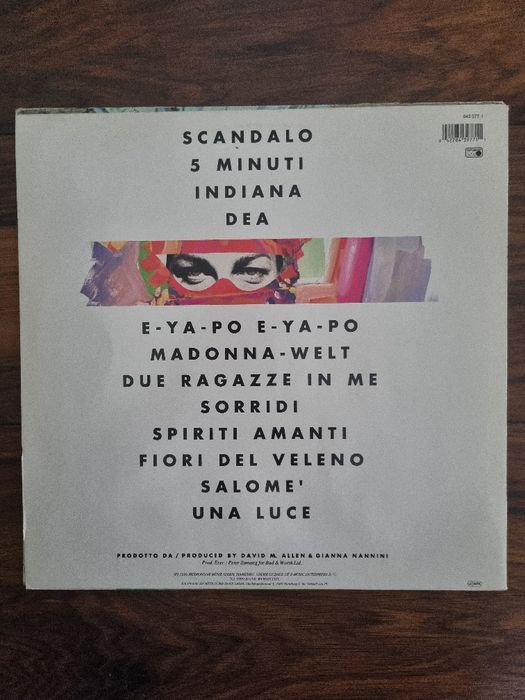 SCANDALO
5 MINUTI
INDIANA
DEA
E-YA-PO E-YA-PO
MADONNA-WELT
DUE RAGAZZE IN ME
SORRIDI
SPIRITI AMANTI
FIORI DEL VELENO
SALOME'
UNA LUCE
PRODOTTO DA / PRODUCED BY DAVID M. ALLEN & GIANNA NANNINI